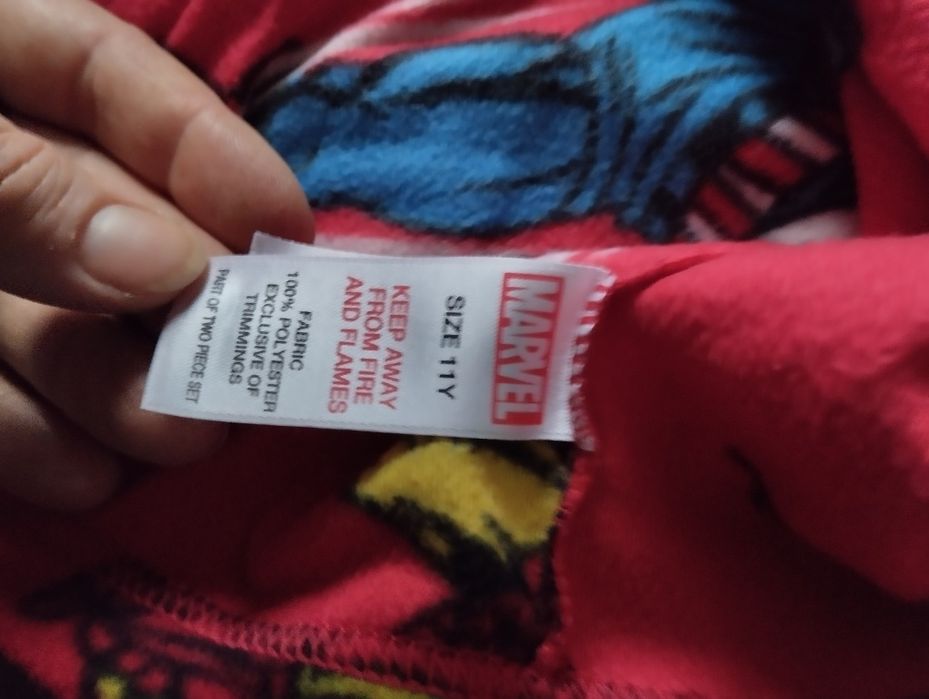 MARVEL
SIZE 11Y
KEEP AWAY
FROM FIRE
AND FLAMES
FABRIC
100% POLYESTER
EXCLUSIVE OF
TRIMMINGS
PART OF TWO PIECE SET